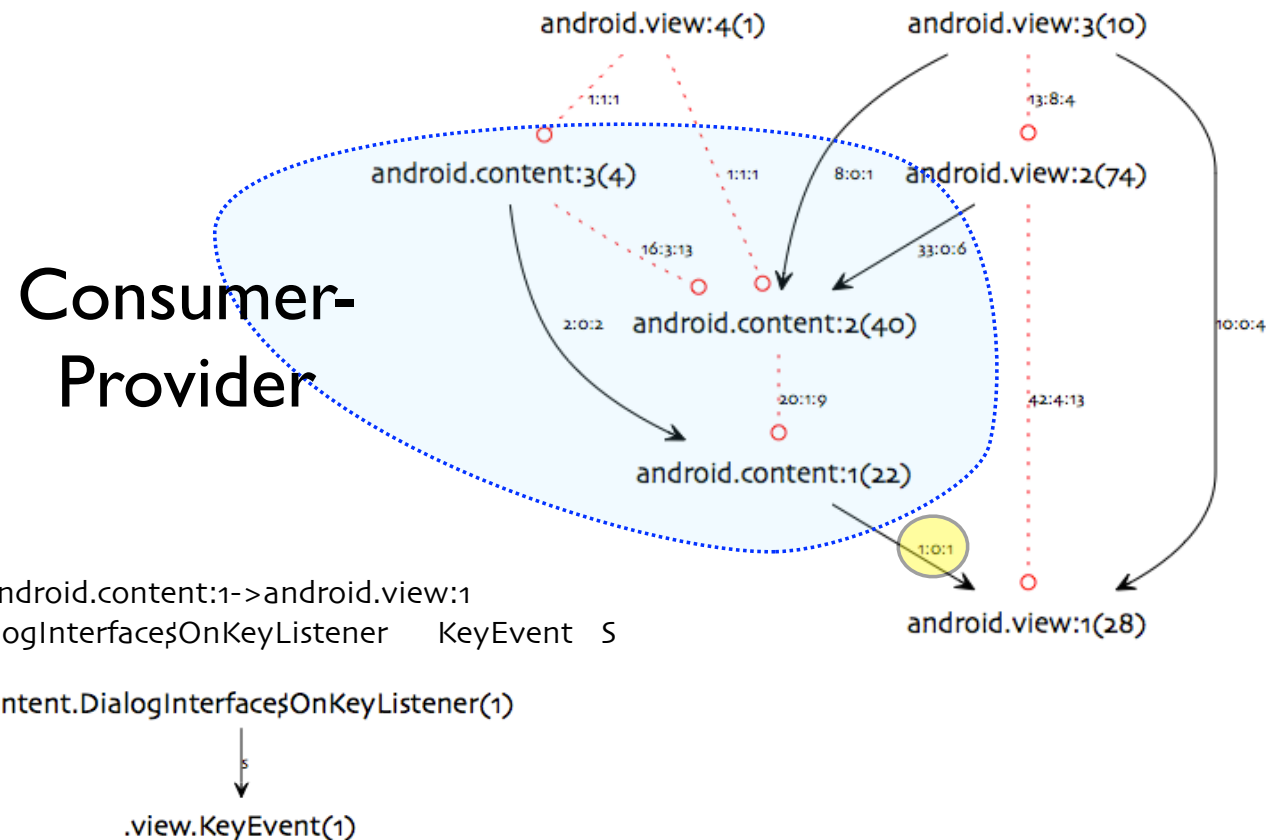 android.view:4(1)
android.view:3(10)
1:1:1
13:8:4
android.content:3(4)
1:1:1
8:0:1
android.view:2(74)
16:3:13
33:0:6
Consumer-
Provider
2:0:2
android.content:2(40)
10:0:4
20:1:9
42:4:13
android.content:1(22)
1:0:1
ndroid.content:1->android.view:1
android.view:1(28)
logInterface$OnKeyListener KeyEvent S
ntent.DialogInterface$OnKeyListener(1)
s
.view.KeyEvent(1)